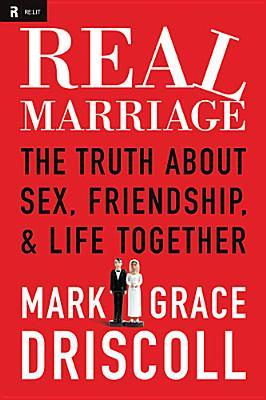 RE:LIT
REAL
MARRIAGE
THE TRUTH ABOUT
SEX, FRIENDSHIP,
& LIFE TOGETHER
MARK GRACE
DRISCOLL